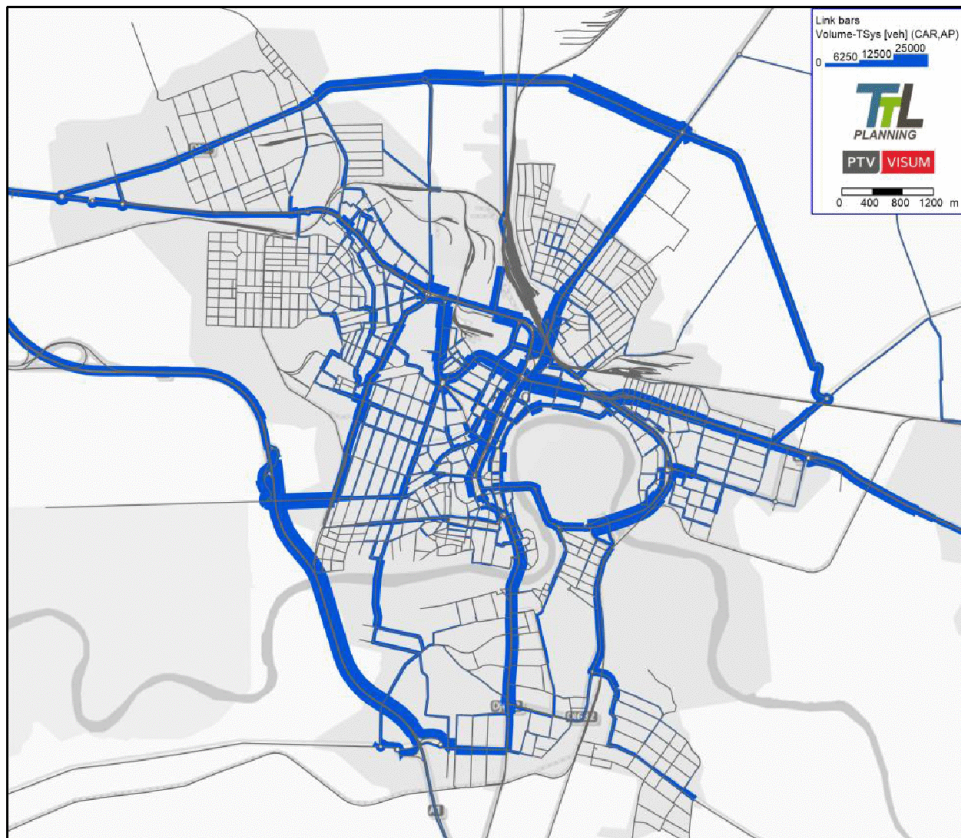 Link bars
Volume-TSys [veh] (CAR,AP)
0 6250 12500 25000
TTL
PLANNING
PTV VISUM
0 400 800 1200 m
A1